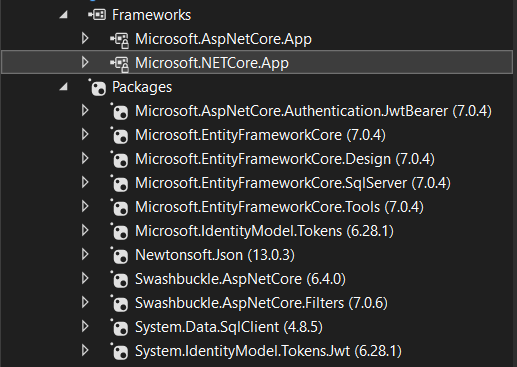 Frameworks
Microsoft.AspNetCore.App
Microsoft.NETCore.App
Packages
Microsoft.AspNetCore.Authentication.JwtBearer (7.0.4)
Microsoft.EntityFrameworkCore (7.0.4)
Microsoft.EntityFrameworkCore.Design (7.0.4)
Microsoft.EntityFrameworkCore.SqlServer (7.0.4)
Microsoft.EntityFrameworkCore.Tools (7.0.4)
Microsoft.IdentityModel.Tokens (6.28.1)
Newtonsoft.Json (13.0.3)
Swashbuckle.AspNetCore (6.4.0)
Swashbuckle.AspNetCore.Filters (7.0.6)
System.Data.SqlClient (4.8.5)
System.IdentityModel.Tokens.Jwt (6.28.1)